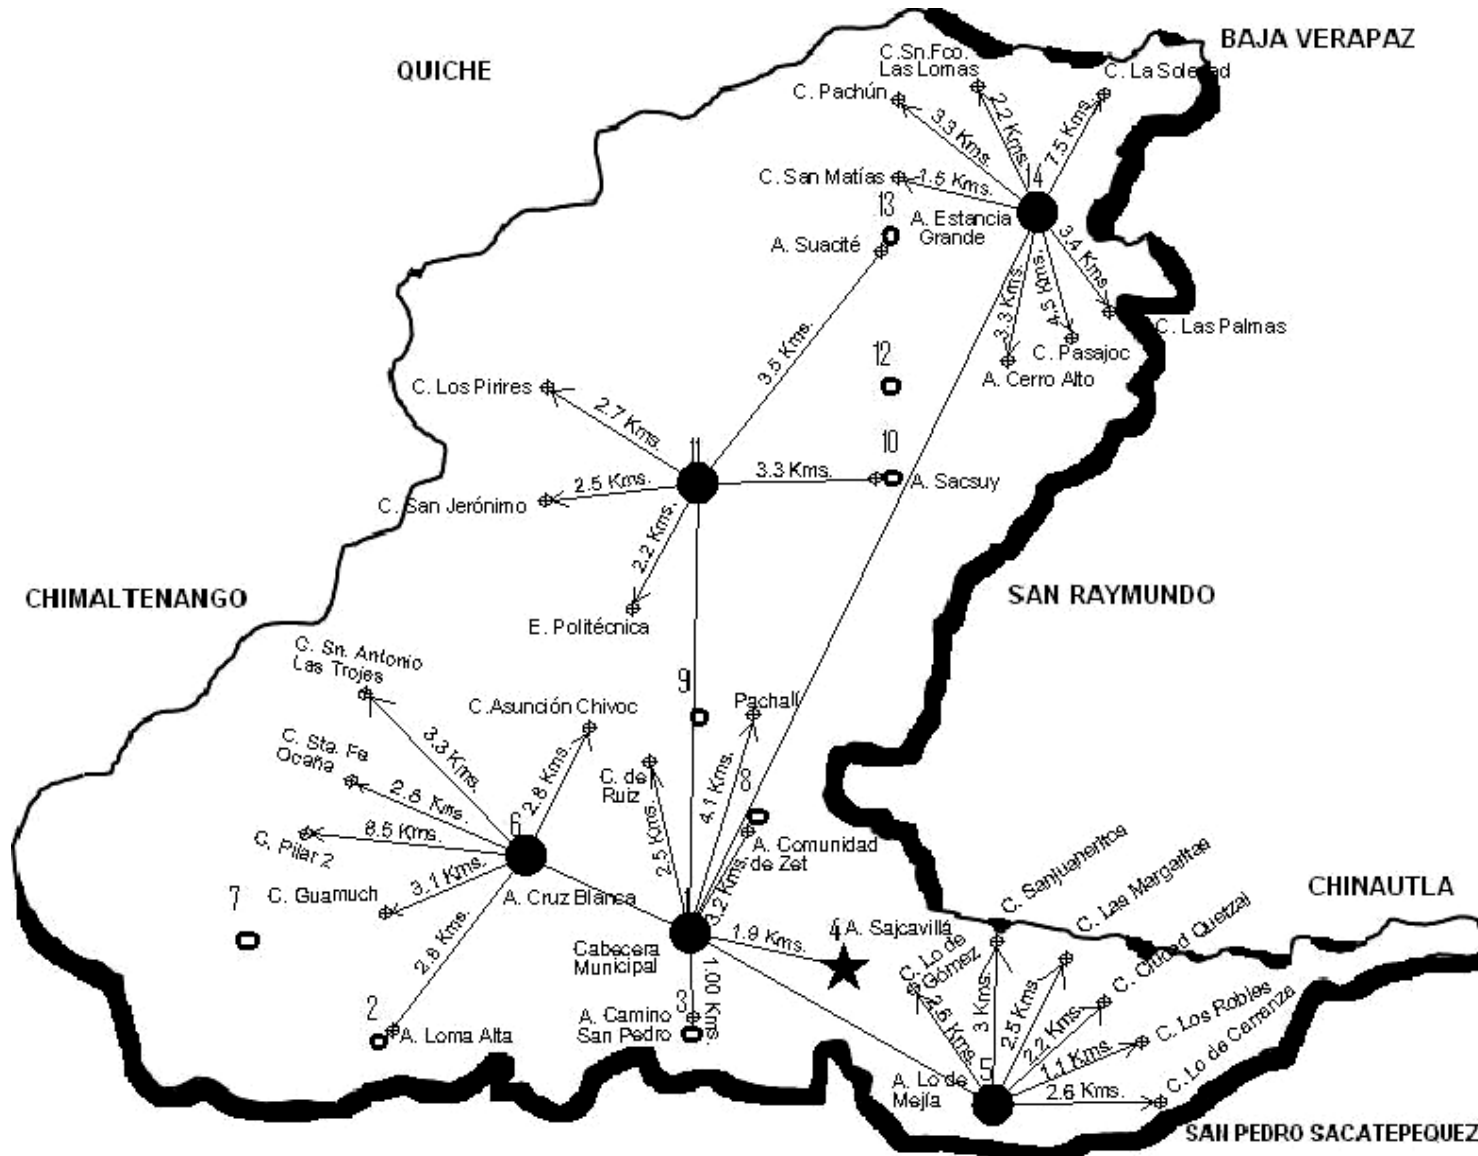 BAJA VERAPAZ
QUICHE
C.Sn.Fco.
Las Lomas
C. La Soledad
C. Pachún
3.3 Kms.
2.2 Kms.
7.5 Kms.
C. San Matías
1.5 Kms.
14
13
A. Estancia
Grande
A. Suacité
3.4 Kms.
3.3 Kms.
4.5 Kms.
C. Las Palmas
C. Pasajoc
A. Cerro Alto
3.5 Kms.
12
C. Los Pirires
2.7 Kms.
11
10
3.3 Kms.
A. Sacsuy
2.5 Kms.
C. San Jerónimo
2.2 Kms.
CHIMALTENANGO
SAN RAYMUNDO
E. Politécnica
C. Sn. Antonio
Las Trojes
9
C.Asunción Chivoc
Pachalí
3.3 Kms.
C. Sta. Fe
Ocaña
2.8 Kms.
C. de
Ruiz
4.1 Kms.
8
2.8 Kms.
6
8.5 Kms.
C. Pilar 2
2.5 Kms.
A. Comunidad
de Zet
3.1 Kms.
C. Guamuch
A. Cruz Blanca
1
3.2 Kms.
C. Sanjuaneritos
C. Las Margaritas
C. Ciudad Quetzal
CHINAUTLA
7
2.8 Kms.
Cabecera
Municipal
1.9 Kms.
4
A. Sajcavillá
C. Lo de
Gómez
1.00 Kms.
2
A. Loma Alta
3
A. Camino
San Pedro
2.6 Kms.
3 Kms.
2.5 Kms.
2.2 Kms.
C. Los Robles
C. Lo de Carranza
5
1.1 Kms.
A. Lo de
Mejía
2.6 Kms.
SAN PEDRO SACATEPEQUEZ